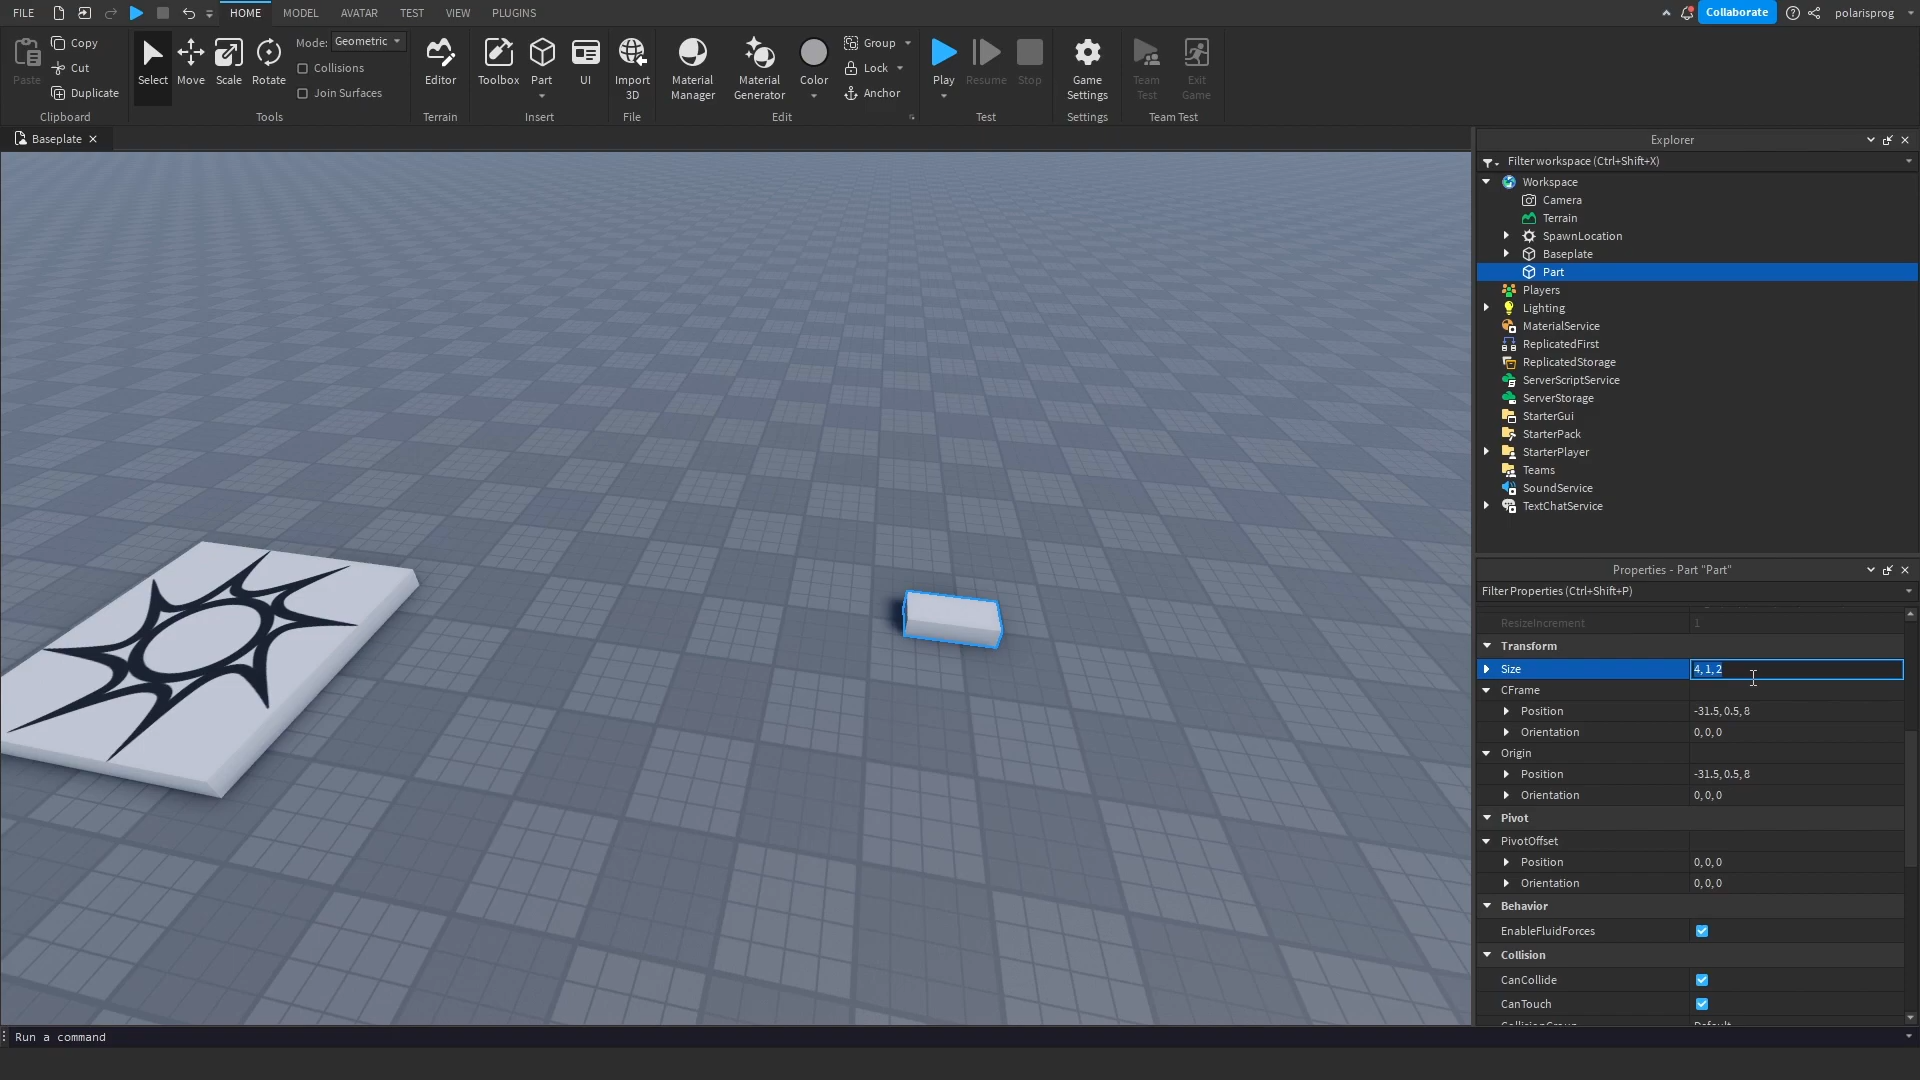 FILE HOME MODEL AVATAR TEST VIEW PLUGINS Collaborate polarisprog
Paste Copy Cut Duplicate Clipboard
Select Move Scale Rotate Mode: Geometric Collisions Join Surfaces Tools
Editor Terrain
Toolbox Part UI Insert
Import 3D File
Material Manager Material Generator Color Group Lock Anchor Edit
Play Resume Stop Test
Game Settings Settings
Team Test Exit Game Team Test
Baseplate
Explorer
Filter workspace (Ctrl+Shift+X)
Workspace
Camera
Terrain
SpawnLocation
Baseplate
Part
Players
Lighting
MaterialService
ReplicatedFirst
ReplicatedStorage
ServerScriptService
ServerStorage
StarterGui
StarterPack
StarterPlayer
Teams
SoundService
TextChatService
Properties - Part "Part"
Filter Properties (Ctrl+Shift+P)
ResizeIncrement 1
Transform
Size 4, 1, 2
CFrame
Position -31.5, 0.5, 8
Orientation 0, 0, 0
Origin
Position -31.5, 0.5, 8
Orientation 0, 0, 0
Pivot
PivotOffset
Position 0, 0, 0
Orientation 0, 0, 0
Behavior
EnableFluidForces
Collision
CanCollide
CanTouch
CollisionGroup Default
Run a command